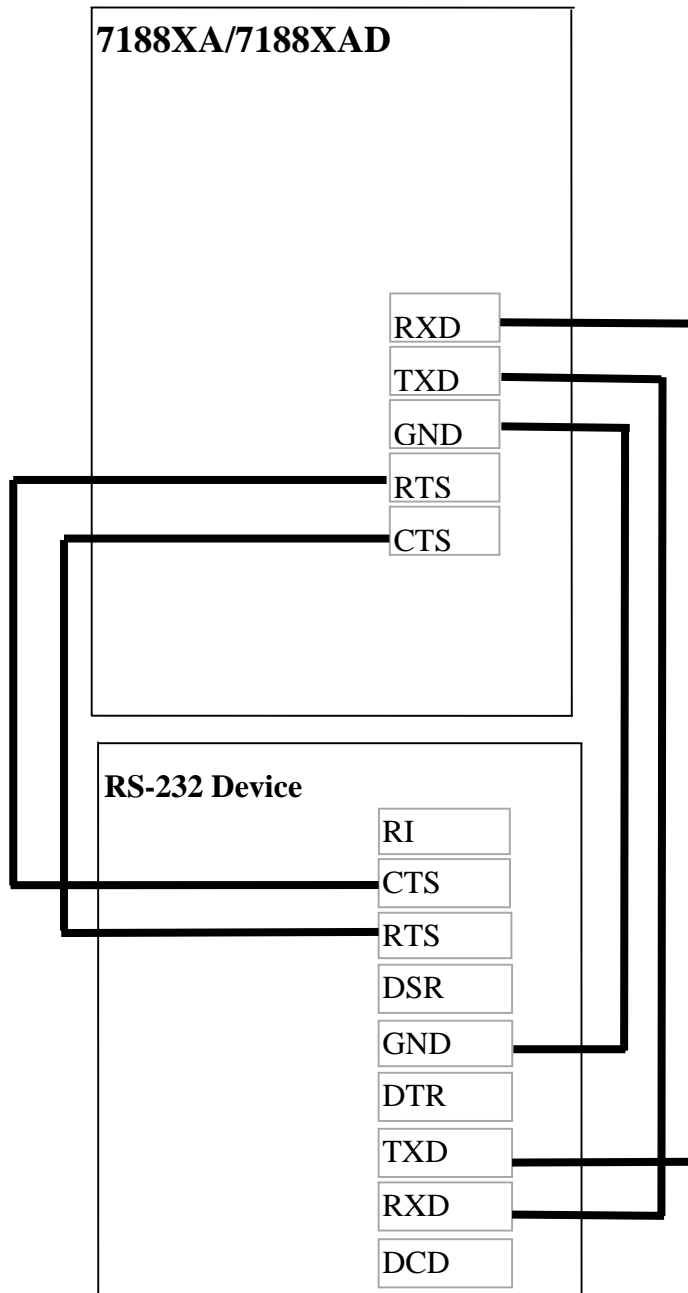 7188XA/7188XAD
RXD
TXD
GND
RTS
CTS
RS-232 Device
RI
CTS
RTS
DSR
GND
DTR
TXD
RXD
DCD